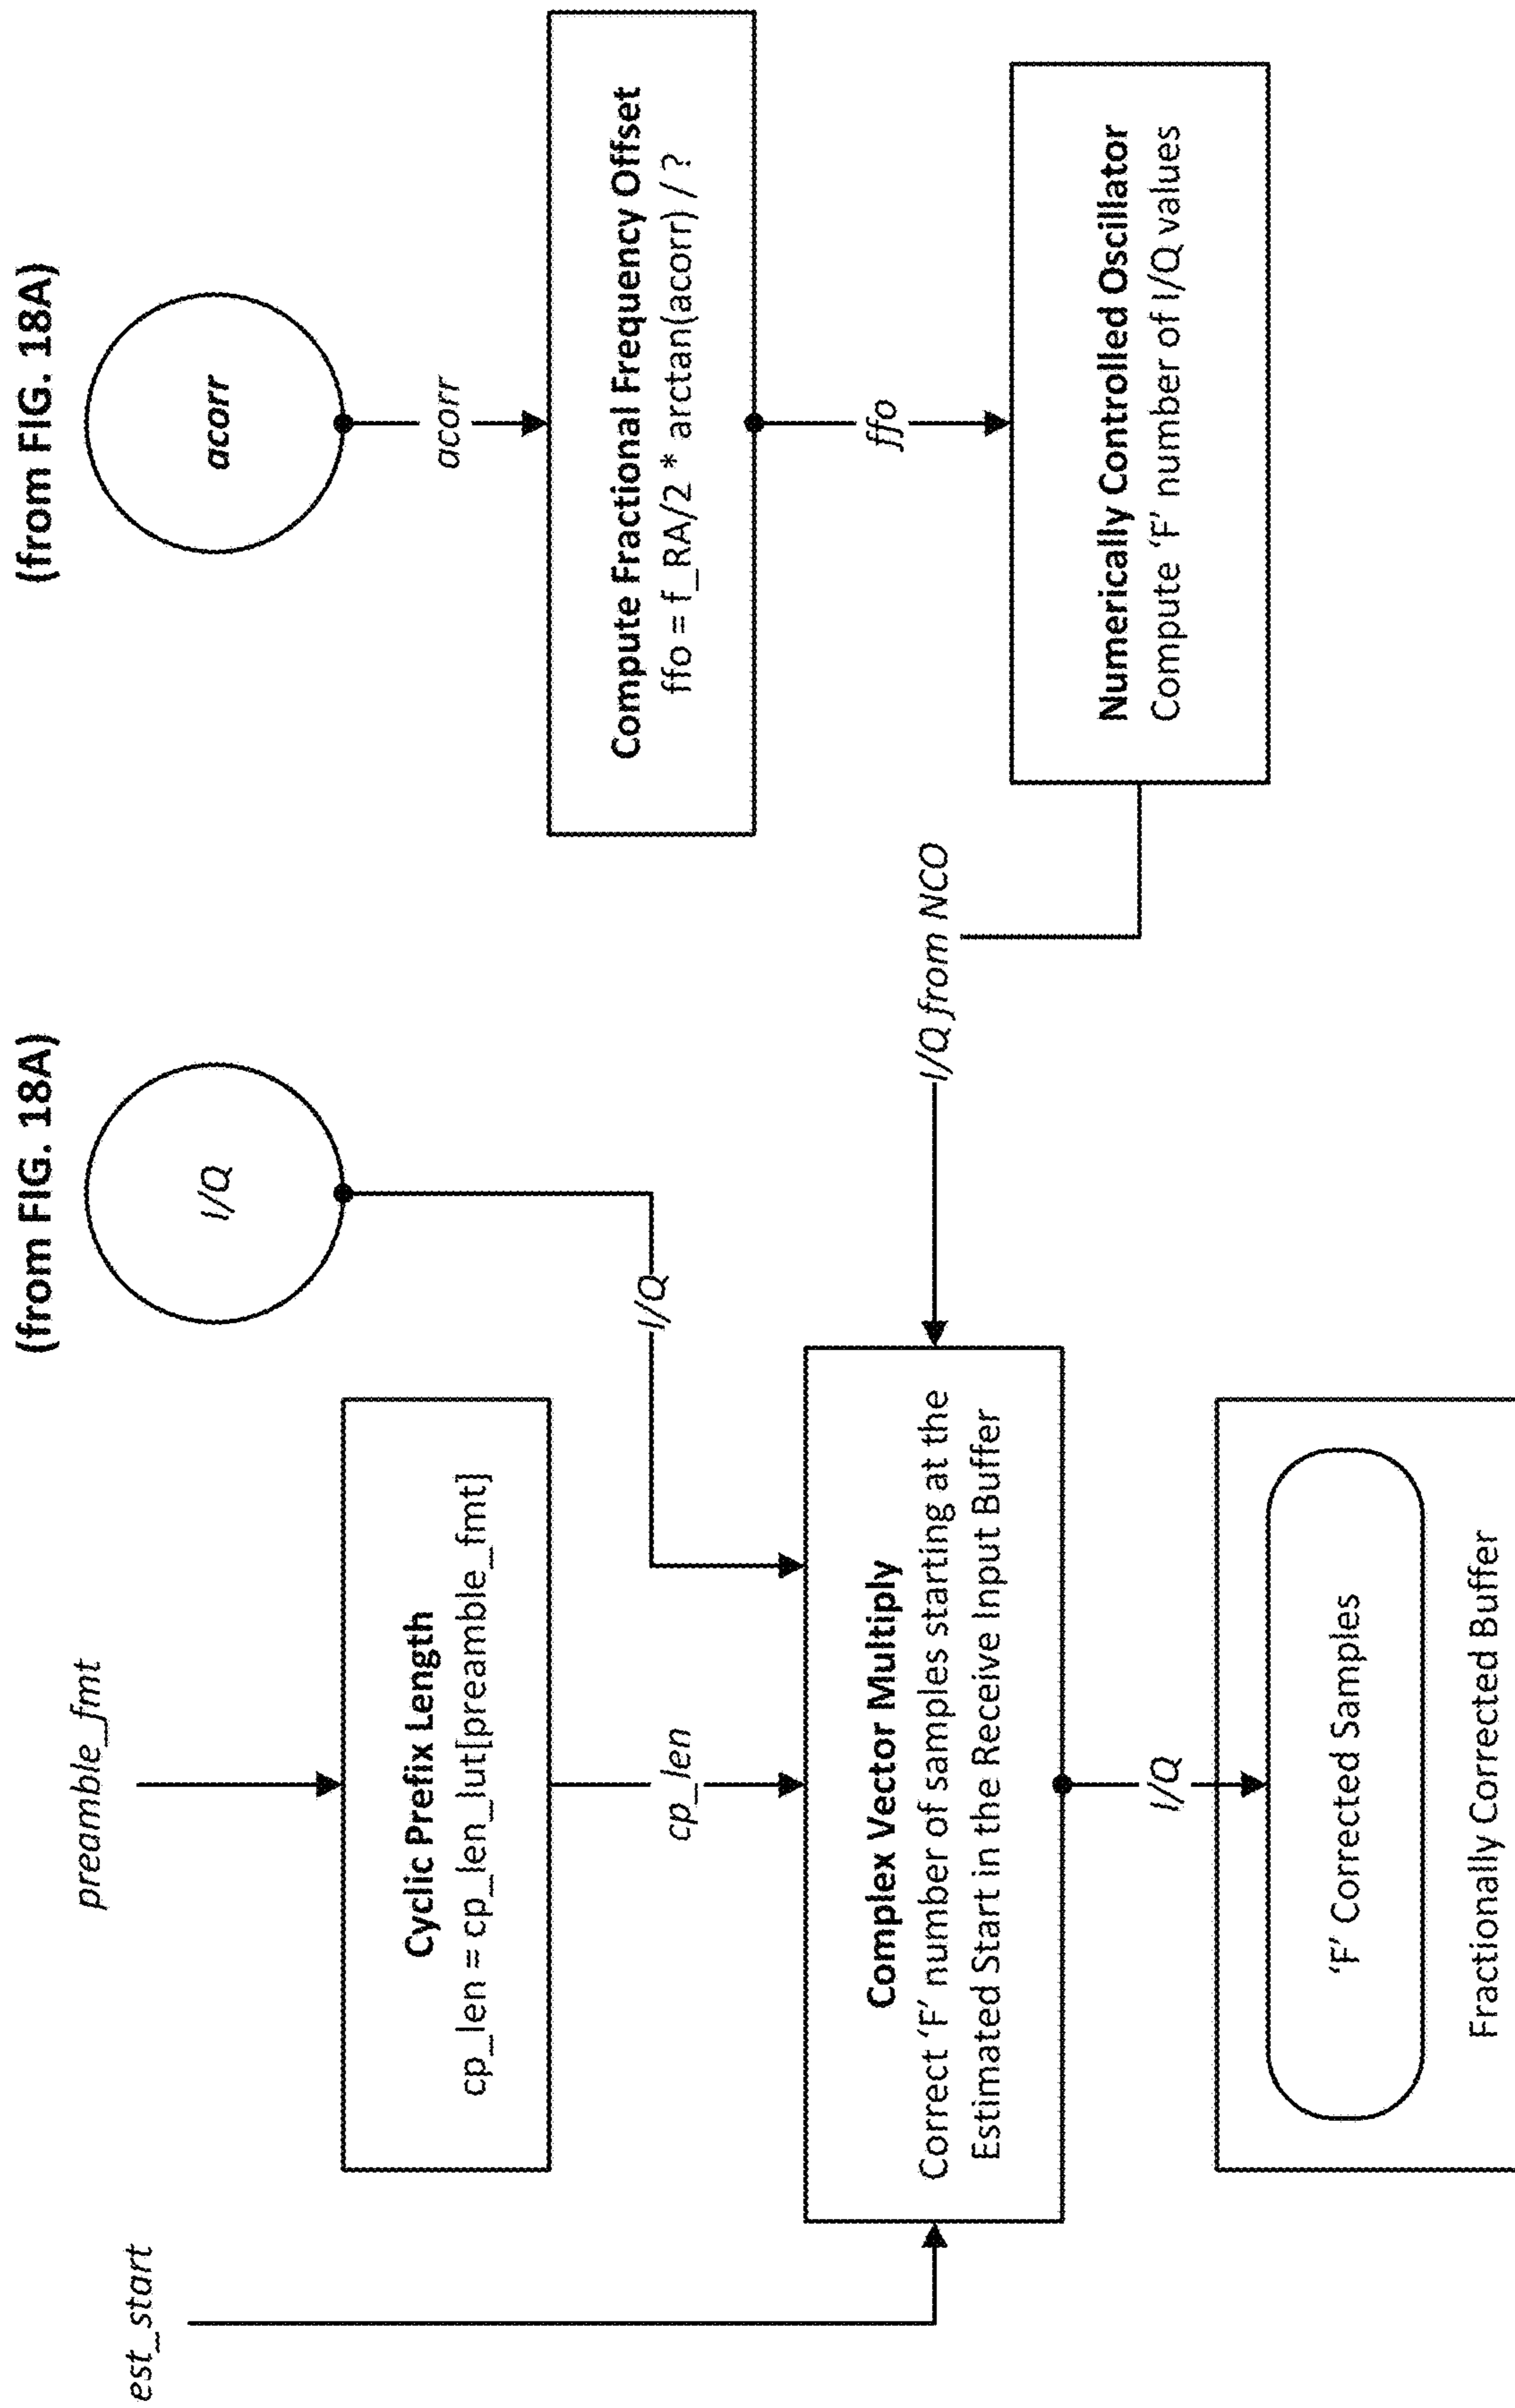 (from FIG. 18A)
(from FIG. 18A)
I/Q
acorr
preamble_fmt
est_start
Cyclic Prefix Length
cp_len = cp_len_lut[preamble_fmt]
I/Q
acorr
cp_len
Compute Fractional Frequency Offset
ffo = f_RA/2 * arctan(acorr) / ?
Complex Vector Multiply
Correct ‘F’ number of samples starting at the
Estimated Start in the Receive Input Buffer
I/Q from NCO
ffo
Numerically Controlled Oscillator
Compute ‘F’ number of I/Q values
I/Q
‘F’ Corrected Samples
Fractionally Corrected Buffer